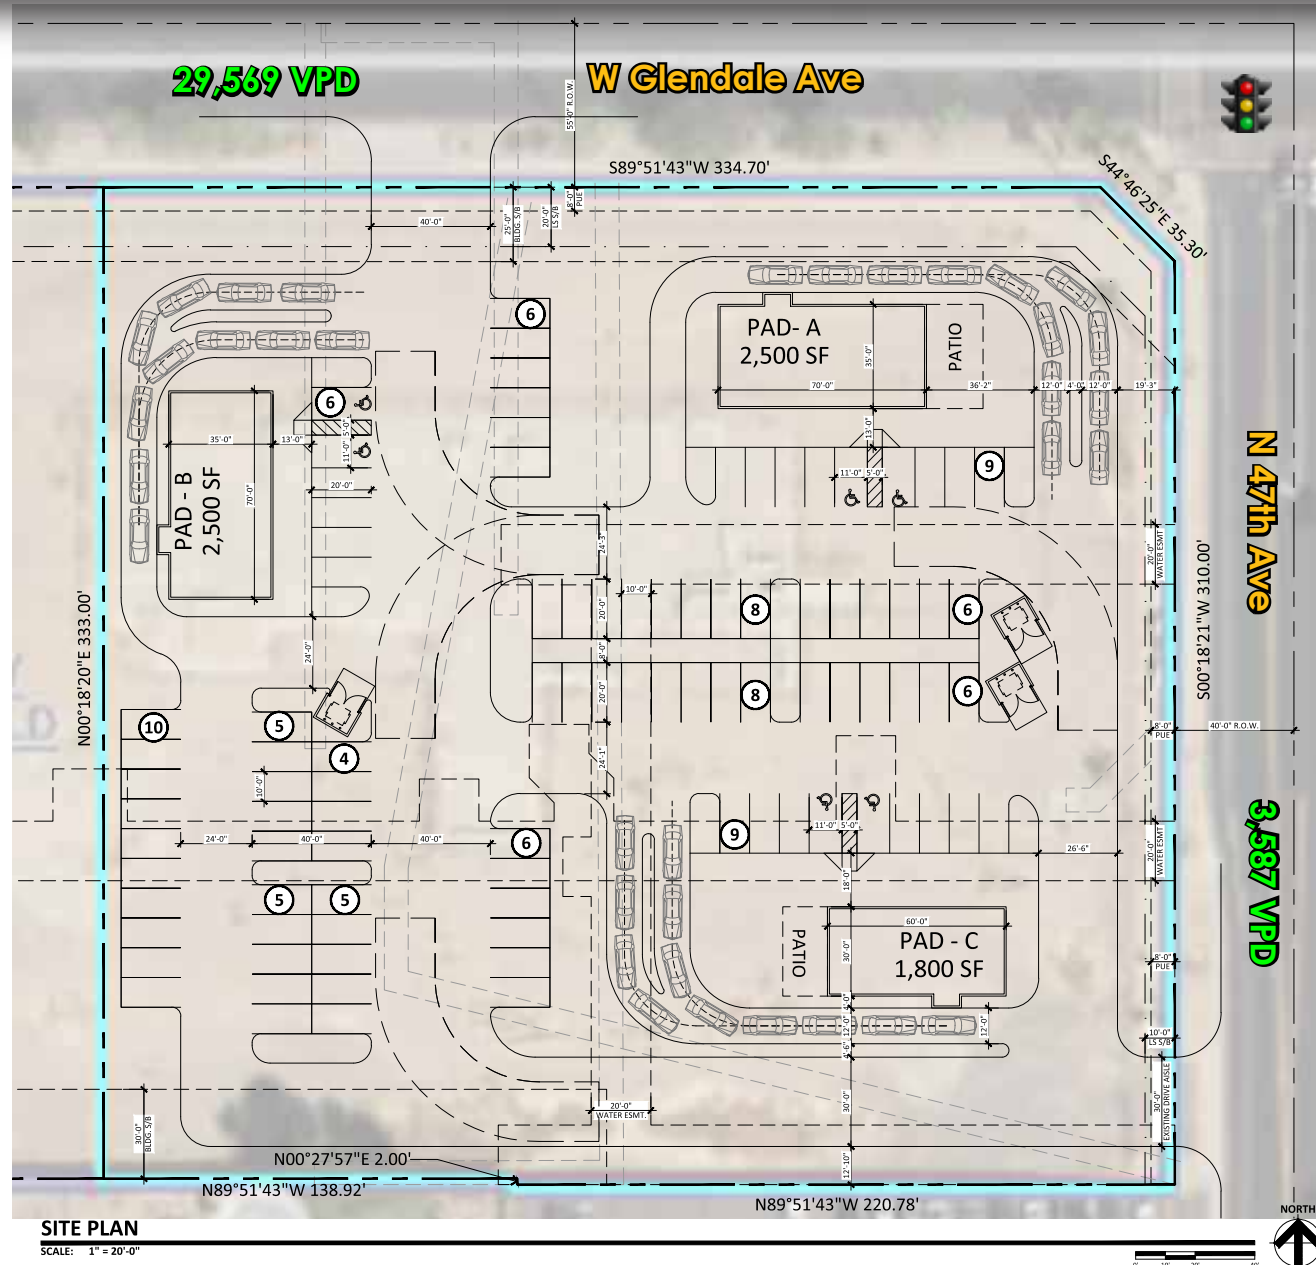 29,569 VPD
W Glendale Ave
55'-0" R.O.W.
S89°51'43"W 334.70'
S44°46'25"E 35.30'
8'-0"
PUE
25'-0"
BLDG. S/B
20'-0"
LS S/B
40'-0"
6
PAD- A
2,500 SF
PATIO
35'-0"
70'-0"
36'-2"
12'-0"
4'-0"
12'-0"
19'-3"
13'-0"
9
11'-0"
5'-0"
6
5'-0"
11'-0"
35'-0"
13'-0"
20'-0"
PAD - B
2,500 SF
70'-0"
N 47th Ave
24'-3"
20'-0"
WATER ESMT
10'-0"
20'-0"
8
6
8'-0"
20'-0"
8
6
N00°18'20"E 333.00'
S00°18'21"W 310.00'
24'-0"
10
5
4
10'-0"
24'-1"
8'-0"
PUE
40'-0" R.O.W.
24'-0"
40'-0"
40'-0"
6
9
11'-0"
5'-0"
26'-6"
20'-0"
WATER ESMT
3,587 VPD
5
5
18'-0"
60'-0"
PATIO
30'-0"
PAD - C
1,800 SF
8'-0"
PUE
12'-0"
12'-0"
4'-6"
10'-0"
LS S/B
30'-0"
EXISTING DRIVE AISLE
30'-0"
20'-0"
WATER ESMT.
30'-0"
BLDG. S/B
12'-10"
N00°27'57"E 2.00'
N89°51'43"W 138.92'
N89°51'43"W 220.78'
SITE PLAN
SCALE: 1" = 20'-0"
NORTH
0'
10'
20'
40'